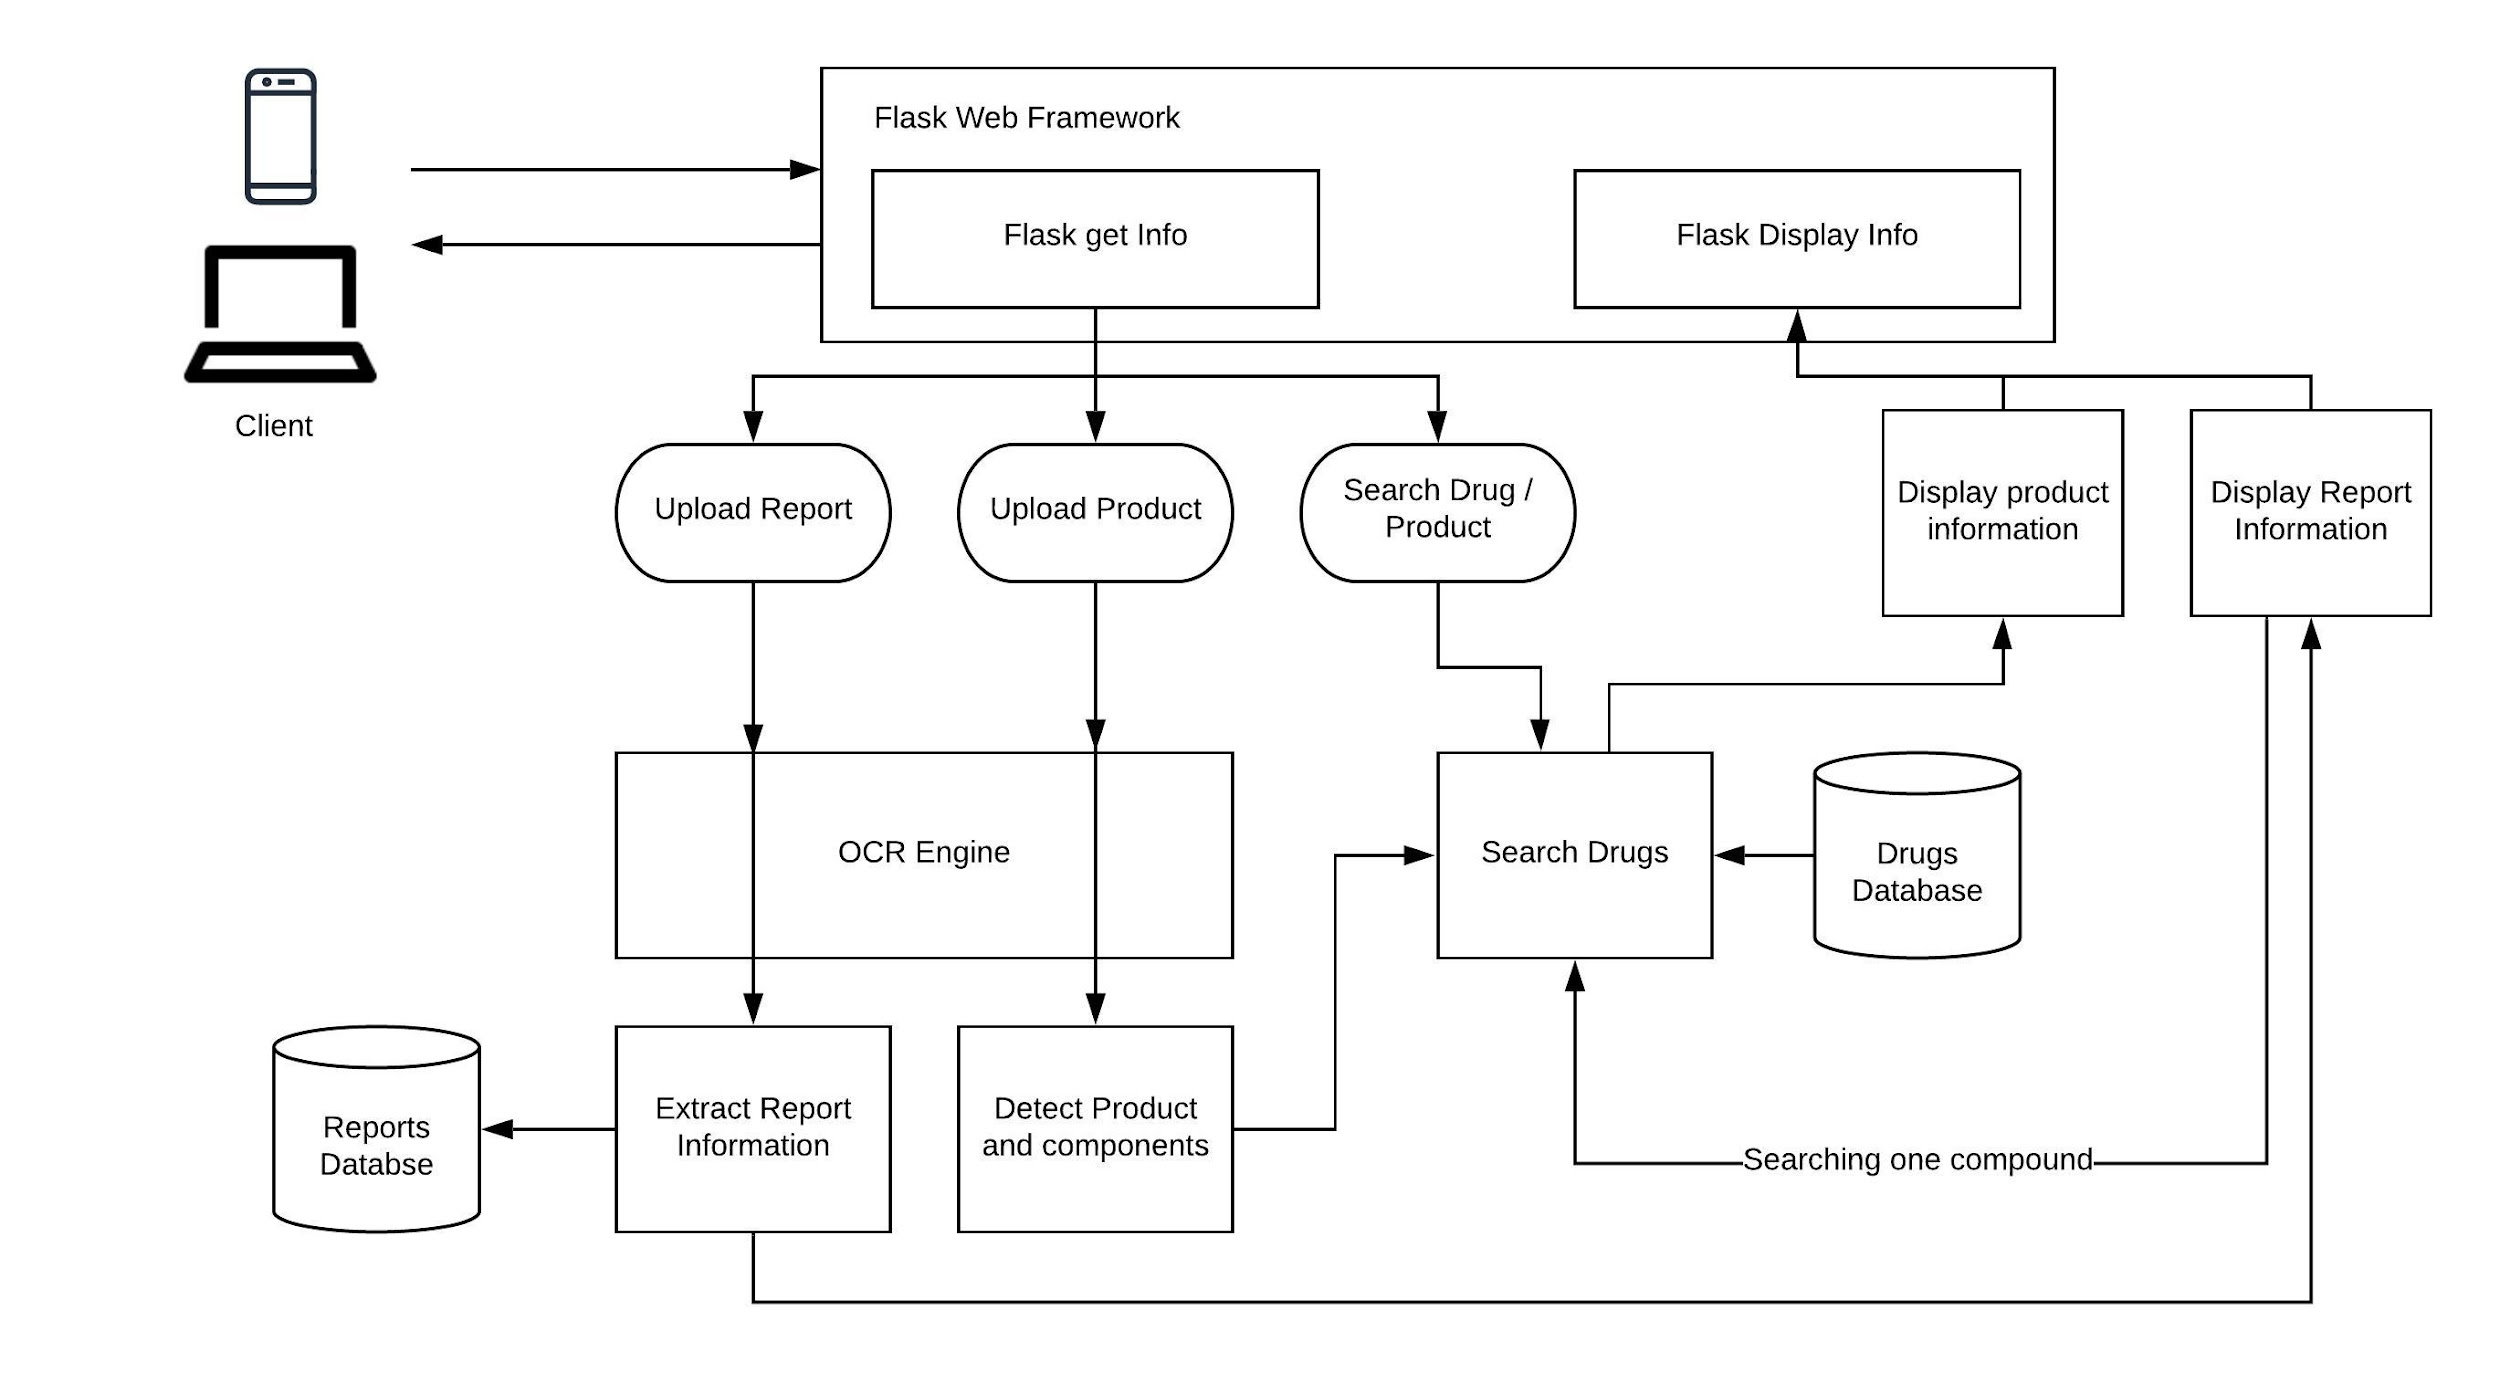 Flask Web Framework
Flask get Info
Flask Display Info
Client
Upload Report
Upload Product
Search Drug /
Product
Display product
information
Display Report
Information
OCR Engine
Search Drugs
Drugs
Database
Reports
Databse
Extract Report
Information
Detect Product
and components
Searching one compound